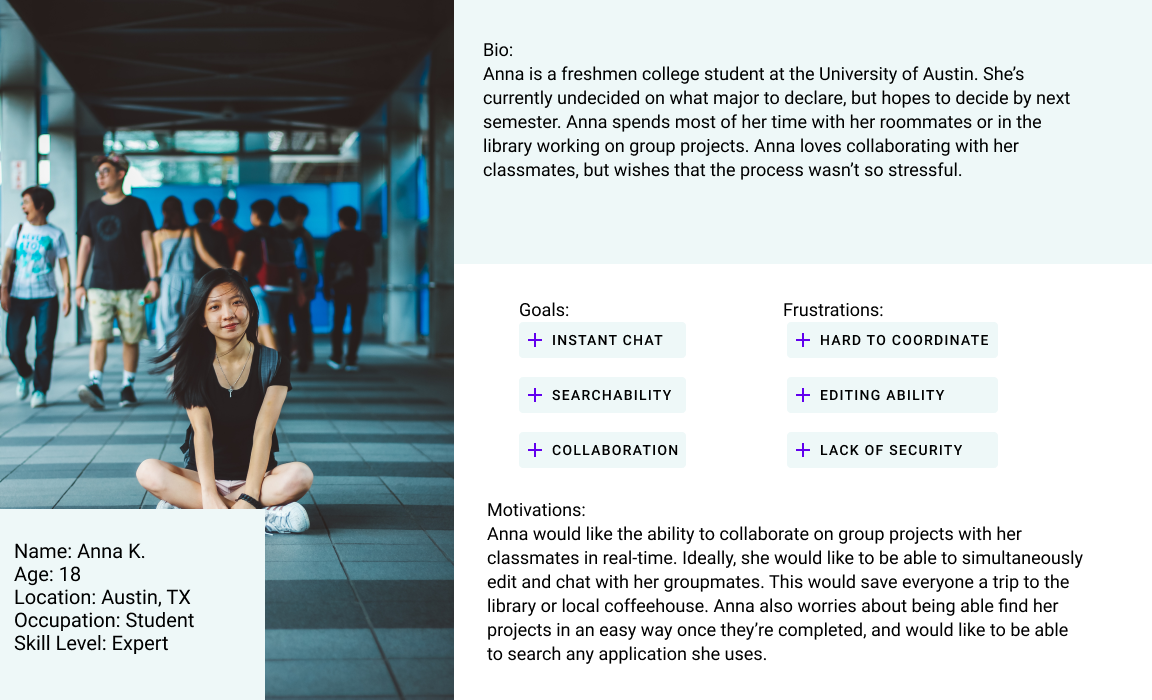 Bio:
Anna is a freshmen college student at the University of Austin. She’s
currently undecided on what major to declare, but hopes to decide by next
semester. Anna spends most of her time with her roommates or in the
library working on group projects. Anna loves collaborating with her
classmates, but wishes that the process wasn’t so stressful.
Goals:
INSTANT CHAT
SEARCHABILITY
COLLABORATION
Frustrations:
HARD TO COORDINATE
EDITING ABILITY
LACK OF SECURITY
Motivations:
Anna would like the ability to collaborate on group projects with her
classmates in real-time. Ideally, she would like to be able to simultaneously
edit and chat with her groupmates. This would save everyone a trip to the
library or local coffeehouse. Anna also worries about being able find her
projects in an easy way once they’re completed, and would like to be able
to search any application she uses.
Name: Anna K.
Age: 18
Location: Austin, TX
Occupation: Student
Skill Level: Expert